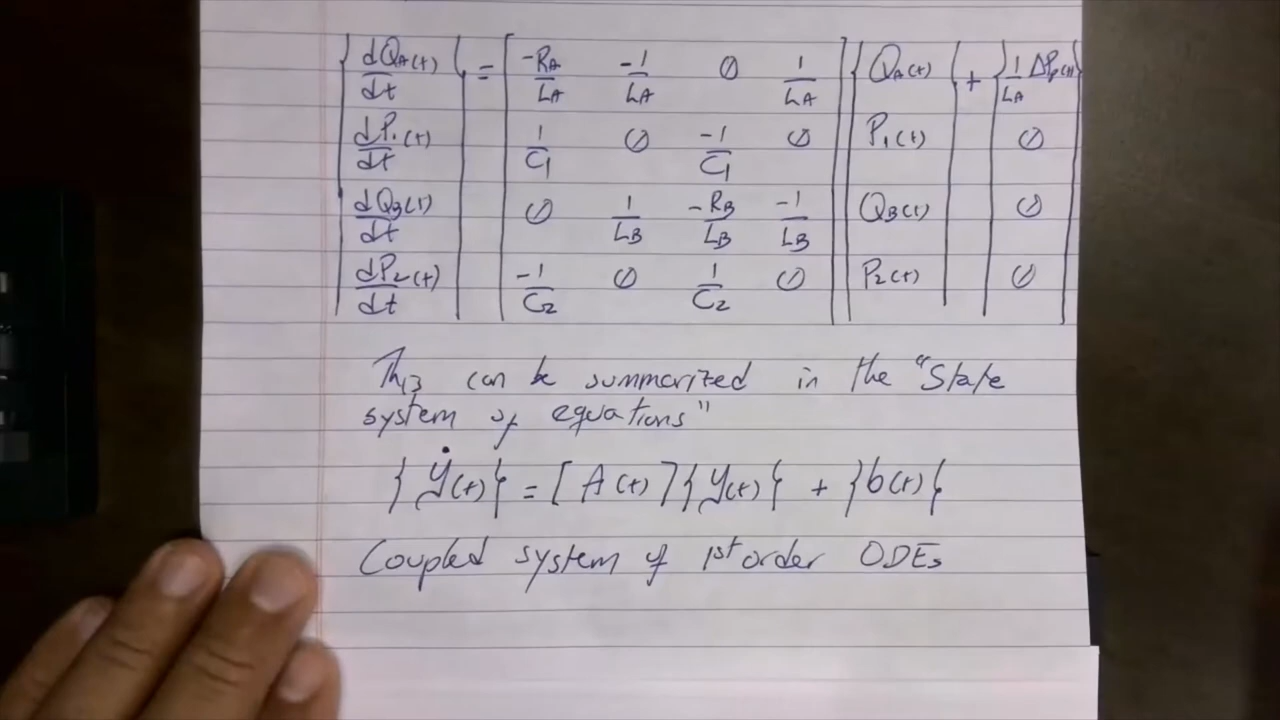 {dQA(t)/dt} = [-RA/LA -1/LA 0 1/LA] {QA(t)} + {1/LA ΔPp(t)}
dP1(t)/dt 1/C1 0 -1/C1 0 P1(t) 0
dQB(t)/dt 0 1/LB -RB/LB -1/LB QB(t) 0
dP2(t)/dt -1/C2 0 1/C2 0 P2(t) 0
This can be summarized in the "State
system of equations"
{ẏ(t)} = [A(t)]{y(t)} + {b(t)}
Coupled system of 1st order ODEs